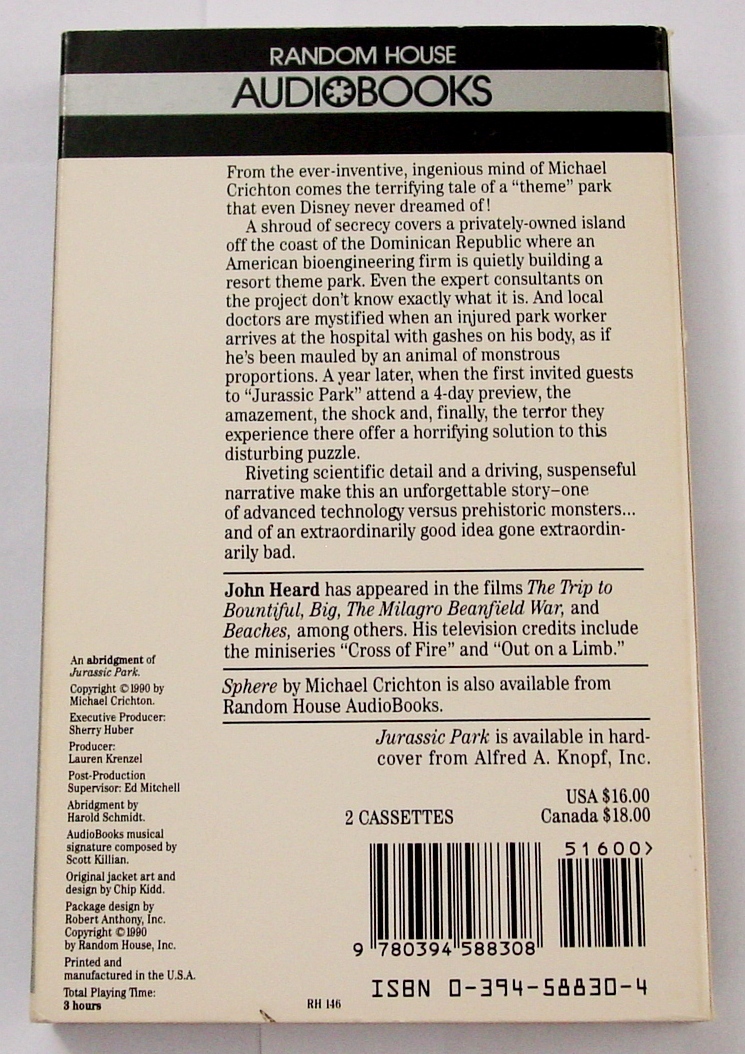 RANDOM HOUSE
AUDIOBOOKS
From the ever-inventive, ingenious mind of Michael
Crichton comes the terrifying tale of a “theme” park
that even Disney never dreamed of!
A shroud of secrecy covers a privately-owned island
off the coast of the Dominican Republic where an
American bioengineering firm is quietly building a
resort theme park. Even the expert consultants on
the project don’t know exactly what it is. And local
doctors are mystified when an injured park worker
arrives at the hospital with gashes on his body, as if
he’s been mauled by an animal of monstrous
proportions. A year later, when the first invited guests
to “Jurassic Park” attend a 4-day preview, the
amazement, the shock and, finally, the terror they
experience there offer a horrifying solution to this
disturbing puzzle.
Riveting scientific detail and a driving, suspenseful
narrative make this an unforgettable story–one
of advanced technology versus prehistoric monsters...
and of an extraordinarily good idea gone extraordin-
arily bad.
John Heard has appeared in the films The Trip to
Bountiful, Big, The Milagro Beanfield War, and
Beaches, among others. His television credits include
the miniseries “Cross of Fire” and “Out on a Limb.”
Sphere by Michael Crichton is also available from
Random House AudioBooks.
Jurassic Park is available in hard-
cover from Alfred A. Knopf, Inc.
USA $16.00
2 CASSETTES Canada $18.00
51600>
9 780394 588308
ISBN 0-394-58830-4
An abridgment of
Jurassic Park.
Copyright ©1990 by
Michael Crichton.
Executive Producer:
Sherry Huber
Producer:
Lauren Krenzel
Post-Production
Supervisor: Ed Mitchell
Abridgment by
Harold Schmidt.
AudioBooks musical
signature composed by
Scott Killian.
Original jacket art and
design by Chip Kidd.
Package design by
Robert Anthony, Inc.
Copyright ©1990
by Random House, Inc.
Printed and
manufactured in the U.S.A.
Total Playing Time:
3 hours
RH 146